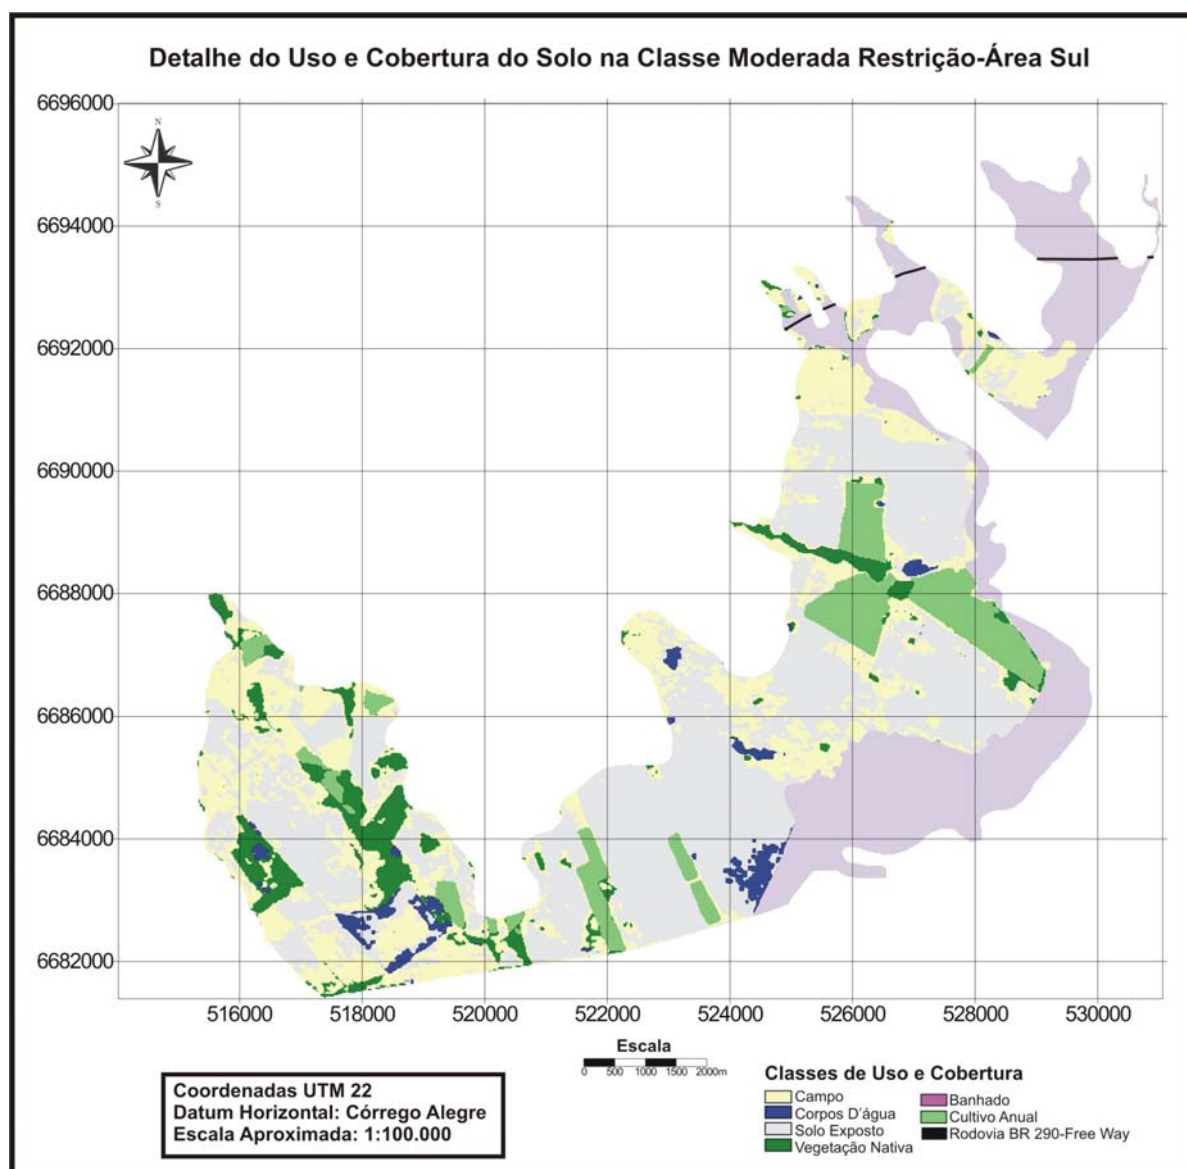 Detalhe do Uso e Cobertura do Solo na Classe Moderada Restrição-Área Sul
6696000
N
S
6694000
6692000
6690000
6688000
6686000
6684000
6682000
516000 518000 520000 522000 524000 526000 528000 530000
Escala
0 500 1000 1500 2000m
Coordenadas UTM 22
Datum Horizontal: Córrego Alegre
Escala Aproximada: 1:100.000
Classes de Uso e Cobertura
Campo
Corpos D'água
Solo Exposto
Vegetação Nativa
Banhado
Cultivo Anual
Rodovia BR 290-Free Way